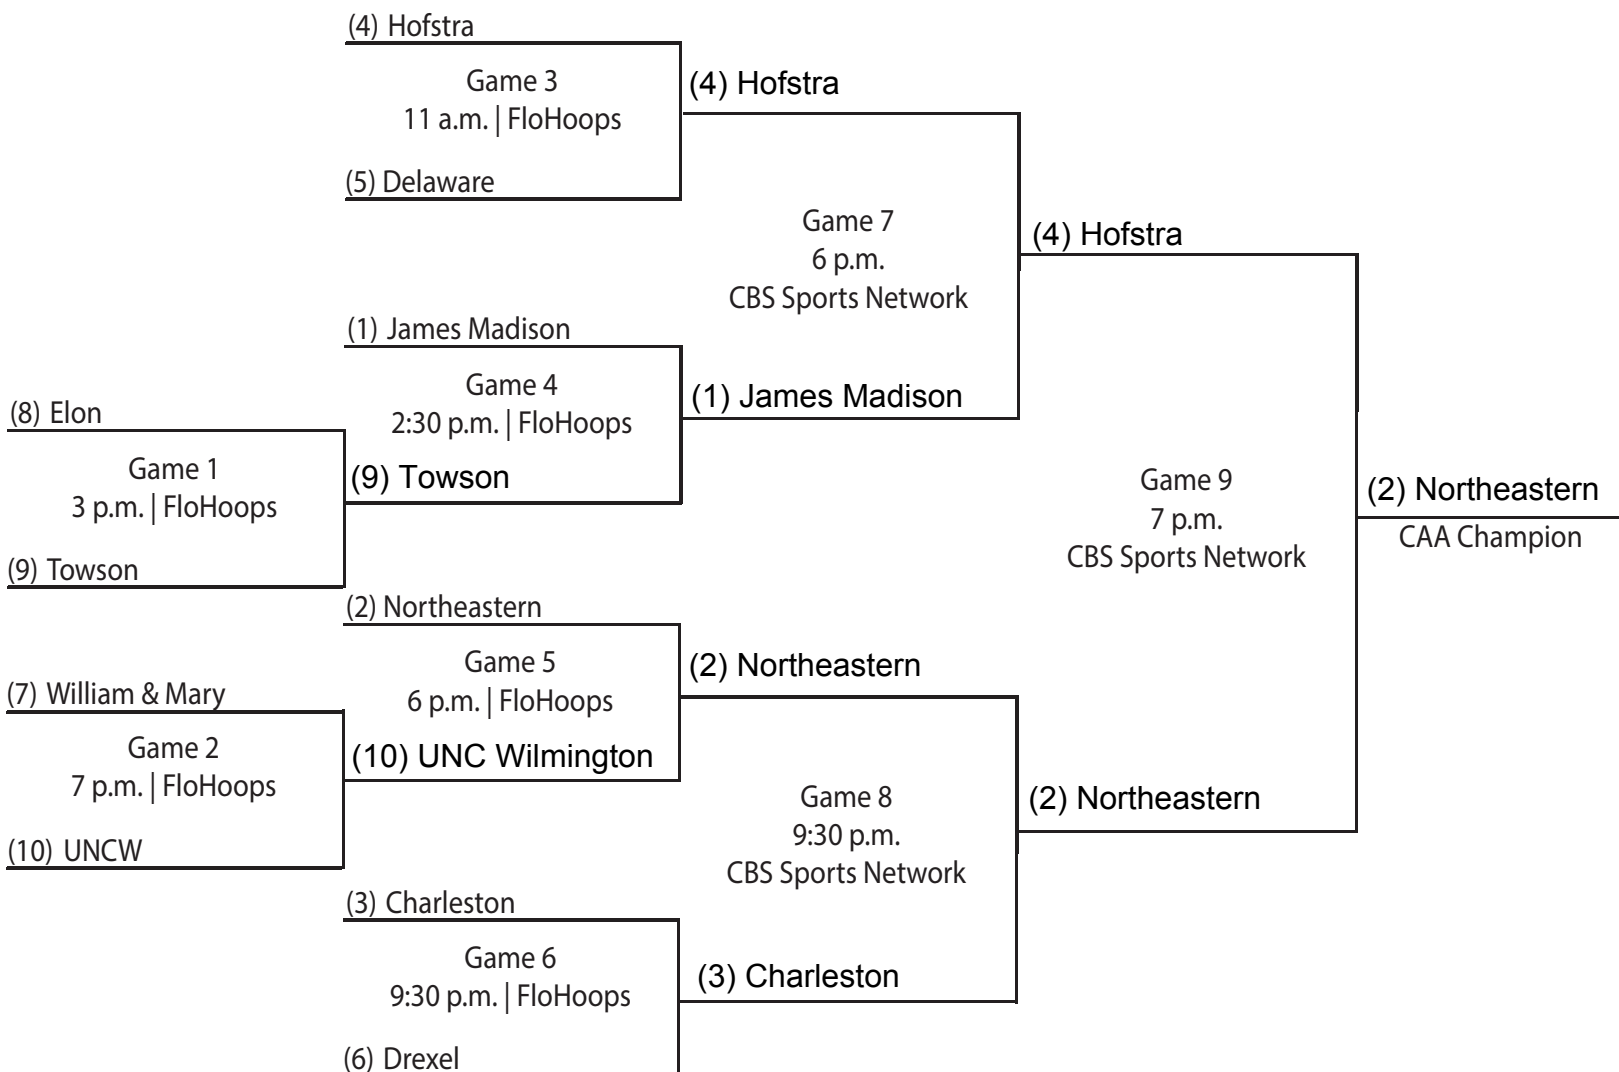 (4) Hofstra
Game 3
11 a.m. | FloHoops
(5) Delaware
(4) Hofstra
Game 7
6 p.m.
CBS Sports Network
(4) Hofstra
(1) James Madison
Game 4
2:30 p.m. | FloHoops
(1) James Madison
(8) Elon
Game 1
3 p.m. | FloHoops
(9) Towson
(9) Towson
Game 9
7 p.m.
CBS Sports Network
(2) Northeastern
CAA Champion
(2) Northeastern
Game 5
6 p.m. | FloHoops
(2) Northeastern
(7) William & Mary
Game 2
7 p.m. | FloHoops
(10) UNC Wilmington
(10) UNCW
Game 8
9:30 p.m.
CBS Sports Network
(2) Northeastern
(3) Charleston
Game 6
9:30 p.m. | FloHoops
(3) Charleston
(6) Drexel